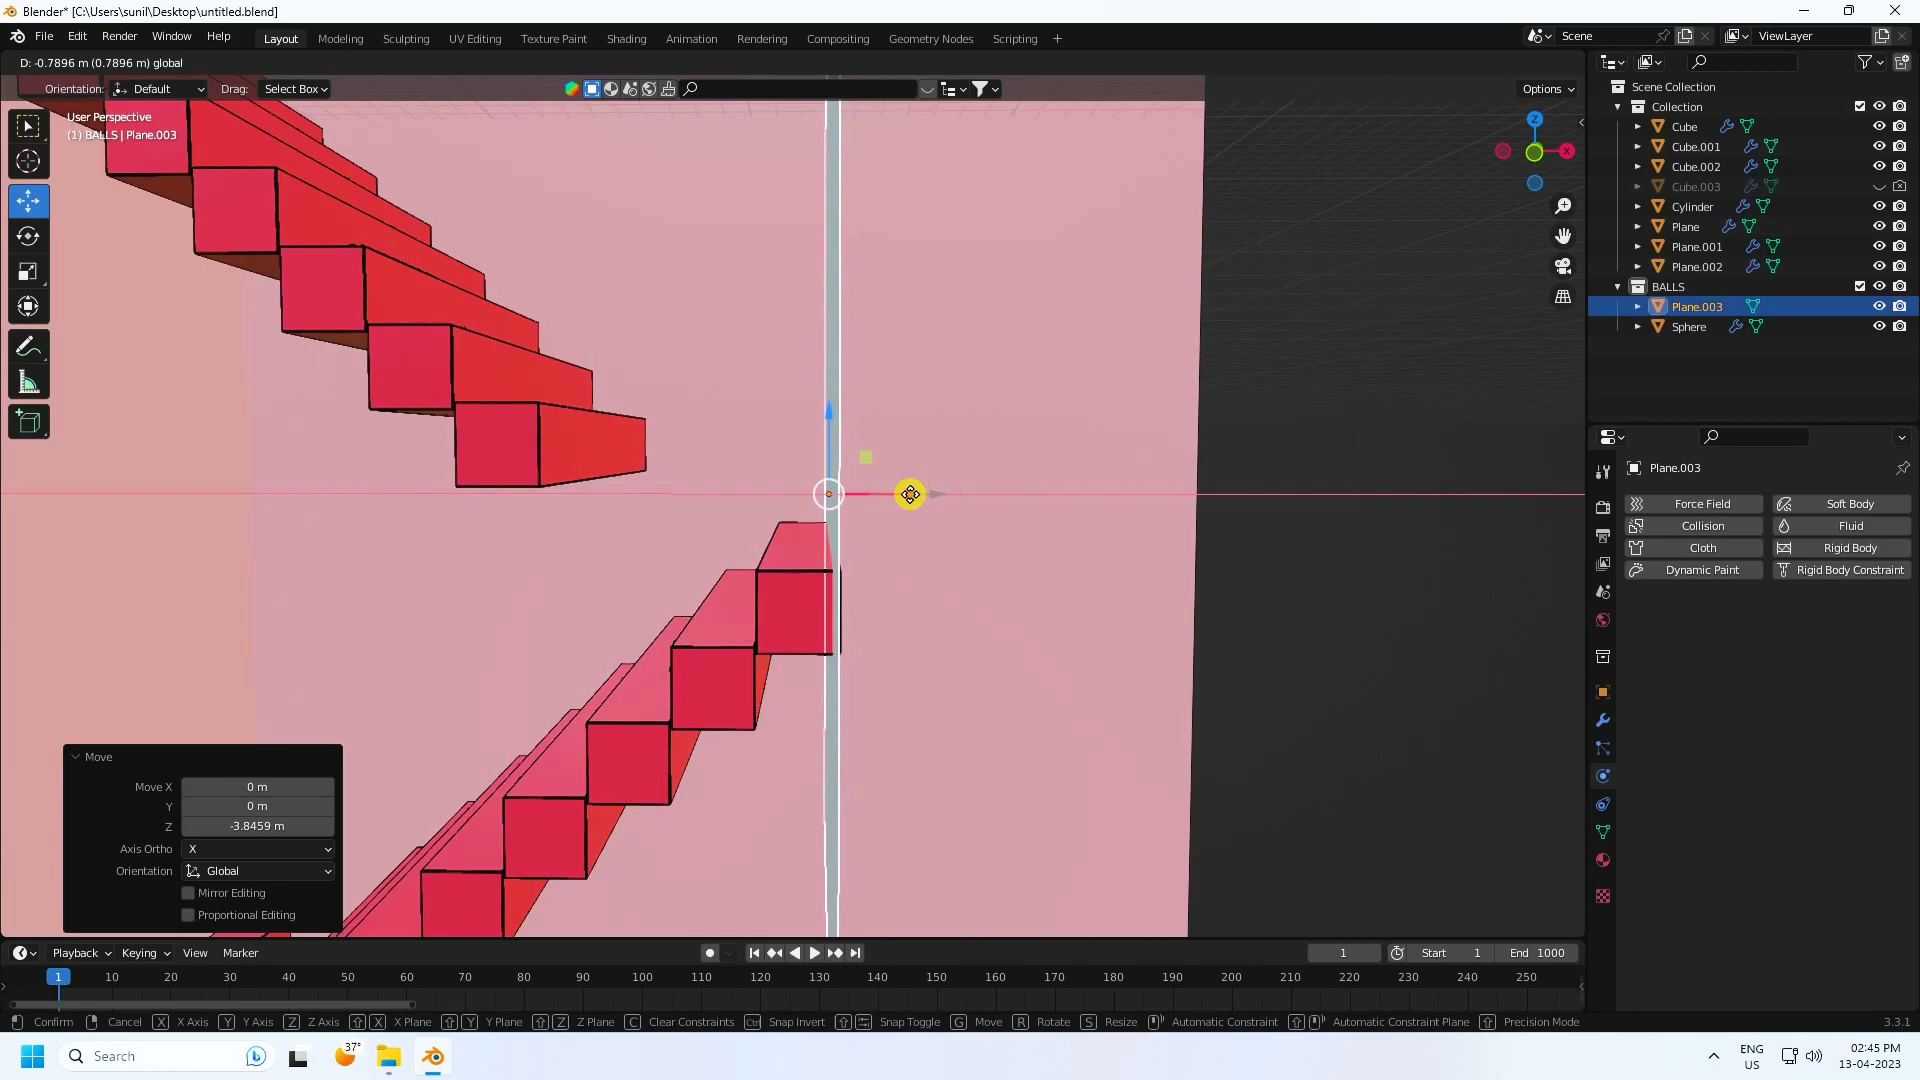 Blender* [C:\Users\sunil\Desktop\untitled.blend]
File Edit Render Window Help Layout Modeling Sculpting UV Editing Texture Paint Shading Animation Rendering Compositing Geometry Nodes Scripting + Scene ViewLayer
D: -0.7896 m (0.7896 m) global
Orientation: Default Drag: Select Box Options
User Perspective
(1) BALLS | Plane.003
Z
X
Scene Collection
Collection
Cube
Cube.001
Cube.002
Cube.003
Cylinder
Plane
Plane.001
Plane.002
BALLS
Plane.003
Sphere
Plane.003
Force Field Soft Body
Collision Fluid
Cloth Rigid Body
Dynamic Paint Rigid Body Constraint
Move
Move X 0 m
Y 0 m
Z -3.8459 m
Axis Ortho X
Orientation Global
Mirror Editing
Proportional Editing
Playback Keying View Marker 1 Start 1 End 1000
1 10 20 30 40 50 60 70 80 90 100 110 120 130 140 150 160 170 180 190 200 210 220 230 240 250
Confirm Cancel X X Axis Y Y Axis Z Z Axis X X Plane Y Y Plane Z Z Plane C Clear Constraints Ctrl Snap Invert Snap Toggle G Move R Rotate S Resize Automatic Constraint Automatic Constraint Plane Precision Mode 3.3.1
Search 37° ENG US 02:45 PM 13-04-2023